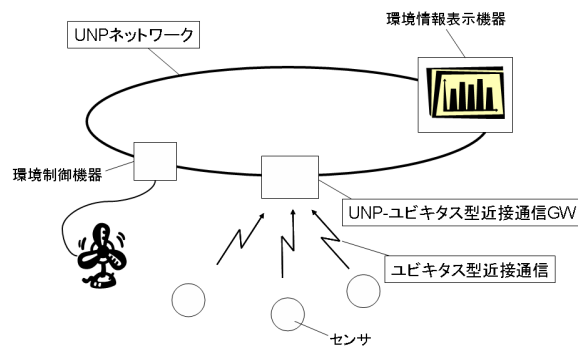 環境情報表示機器
UNPネットワーク
環境制御機器
UNP-ユビキタス型近接通信GW
ユビキタス型近接通信
センサ